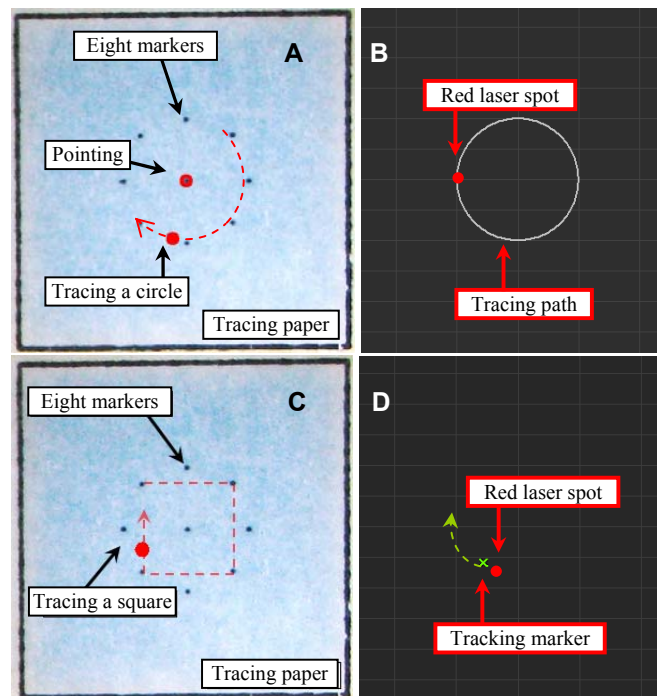 Eight markers
A
Pointing
Tracing a circle
Tracing paper
B
Red laser spot
Tracing path
Eight markers
C
Tracing a square
Tracing paper
D
Red laser spot
Tracking marker